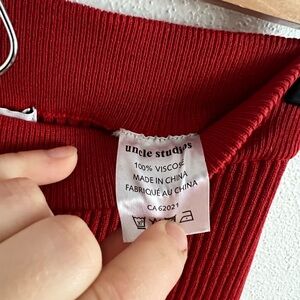 uncle studios
100% VISCOSE
MADE IN CHINA
FABRIQUÉ AU CHINA
CA 62021